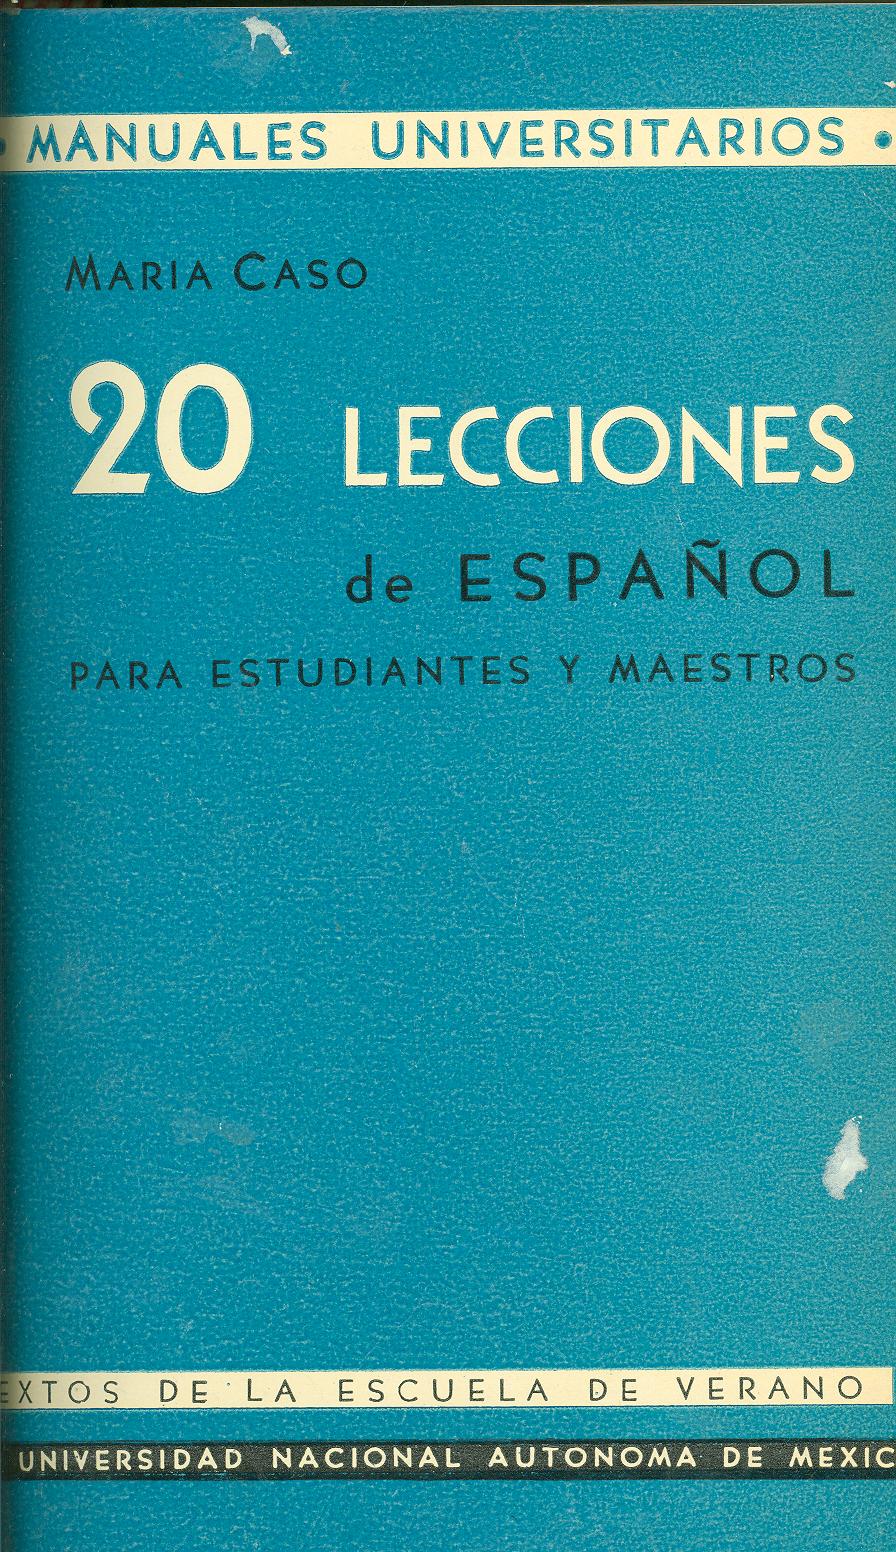 • MANUALES UNIVERSITARIOS •
MARIA CASO
20 LECCIONES
de ESPAÑOL
PARA ESTUDIANTES Y MAESTROS
EXTOS DE LA ESCUELA DE VERANO
UNIVERSIDAD NACIONAL AUTONOMA DE MEXIC